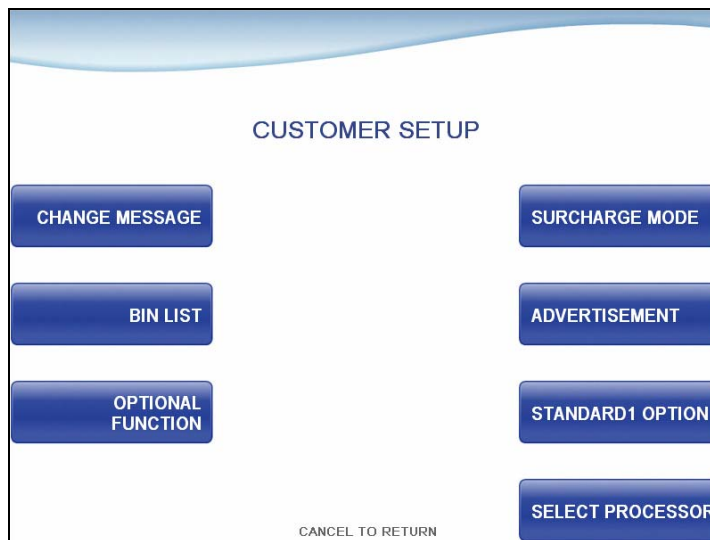 CUSTOMER SETUP
CHANGE MESSAGE
SURCHARGE MODE
BIN LIST
ADVERTISEMENT
OPTIONAL
FUNCTION
STANDARD1 OPTION
SELECT PROCESSOR
CANCEL TO RETURN